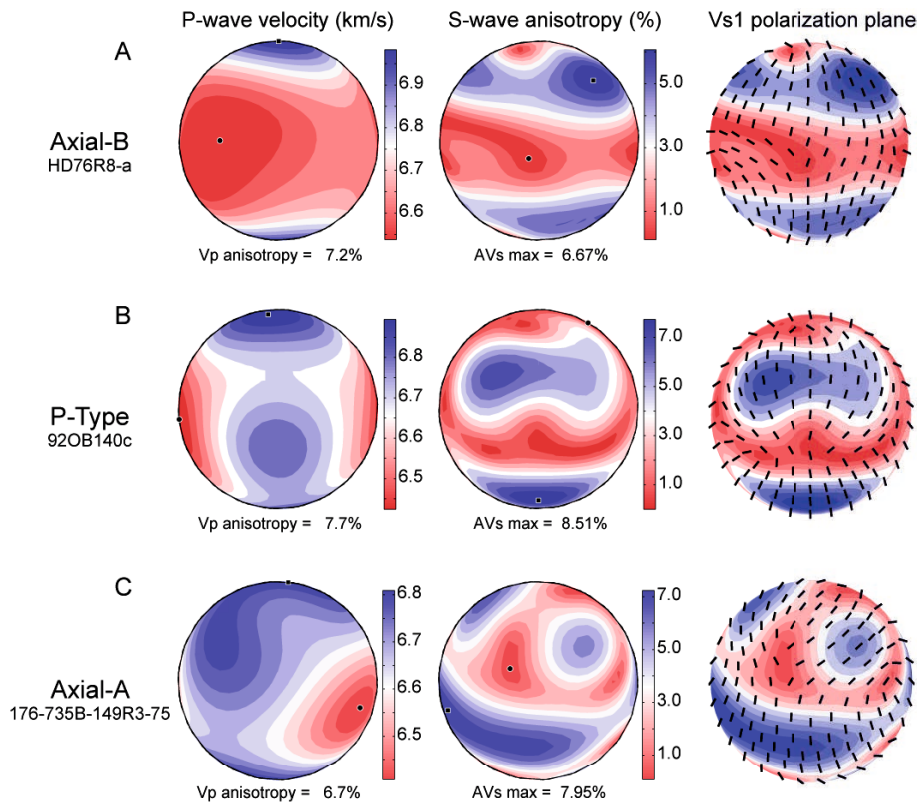 P-wave velocity (km/s) S-wave anisotropy (%) Vs1 polarization plane
A
Axial-B
HD76R8-a
6.9
6.8
6.7
6.6
5.0
3.0
1.0
Vp anisotropy = 7.2%
AVs max = 6.67%
B
P-Type
92OB140c
6.8
6.7
6.6
6.5
7.0
5.0
3.0
1.0
Vp anisotropy = 7.7%
AVs max = 8.51%
C
Axial-A
176-735B-149R3-75
6.8
6.7
6.6
6.5
7.0
5.0
3.0
1.0
Vp anisotropy = 6.7%
AVs max = 7.95%